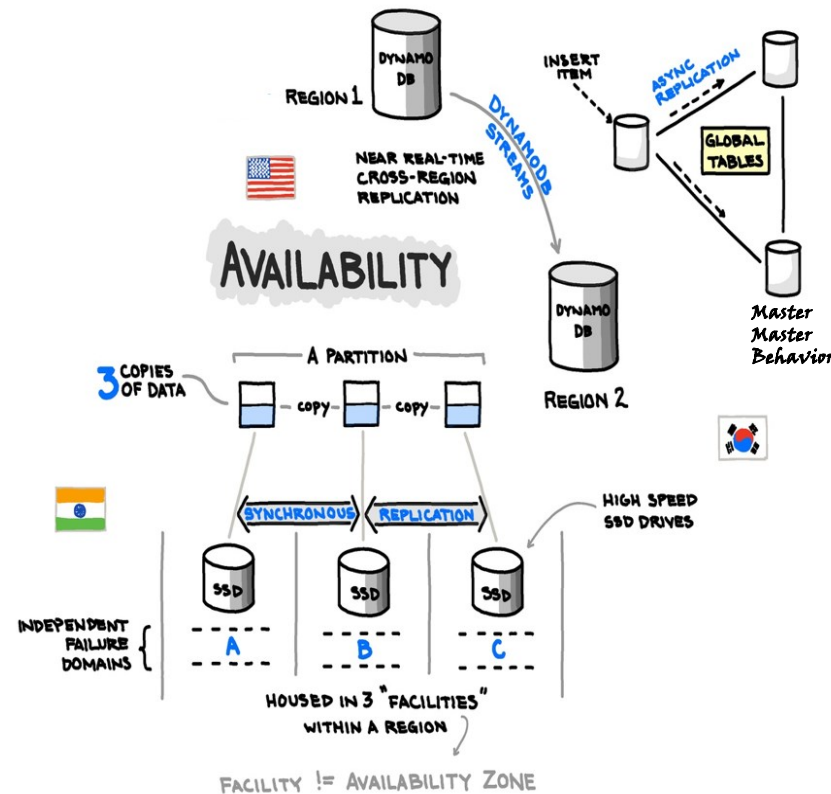 DYNAMO
DB
REGION 1
DYNAMODB
STREAMS
NEAR REAL-TIME
CROSS-REGION
REPLICATION
INSERT
ITEM
ASYNC
REPLICATION
GLOBAL
TABLES
Master
Master
Behavior
AVAILABILITY
DYNAMO
DB
REGION 2
A PARTITION
3 COPIES
OF DATA
COPY
COPY
SYNCHRONOUS
REPLICATION
HIGH SPEED
SSD DRIVES
SSD
SSD
SSD
INDEPENDENT
FAILURE
DOMAINS
A
B
C
HOUSED IN 3 "FACILITIES"
WITHIN A REGION
FACILITY != AVAILABILITY ZONE